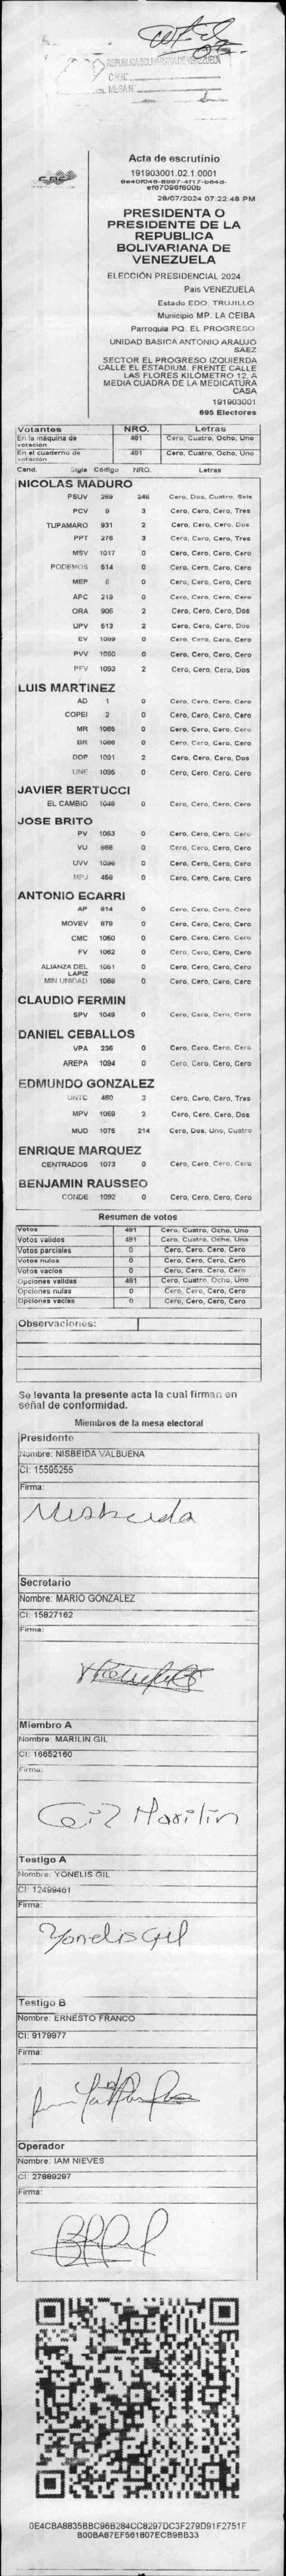 REPUBLICA BOLIVARIANA DE VENEZUELA
MESA N°
Acta de escrutinio
191903001.02.1.0001
28/07/2024 07:22:48 PM
PRESIDENTA O
PRESIDENTE DE LA
REPUBLICA
BOLIVARIANA DE
VENEZUELA
ELECCIÓN PRESIDENCIAL 2024
Pais VENEZUELA
Estado EDO. TRUJILLO
Municipio MP. LA CEIBA
Parroquia PQ. EL PROGRESO
UNIDAD BASICA ANTONIO ARAUJO
SAEZ
SECTOR EL PROGRESO IZQUIERDA
CALLE EL ESTADIUM. FRENTE CALLE
LAS FLORES KILÓMETRO 12. A
MEDIA CUADRA DE LA MEDICATURA
CASA
191903001
695 Electores
Votantes NRO. Letras
En la máquina de votación 481 Cero, Cuatro, Ocho, Uno
En el cuaderno de votación 481 Cero, Cuatro, Ocho, Uno
Cand. Sigla Código NRO. Letras
NICOLAS MADURO
PSUV 269 246 Cero, Dos, Cuatro, Seis
PCV 9 3 Cero, Cero, Cero, Tres
TUPAMARO 931 2 Cero, Cero, Cero, Dos
PPT 276 3 Cero, Cero, Cero, Tres
MSV 1017 0 Cero, Cero, Cero, Cero
PODEMOS 514 0 Cero, Cero, Cero, Cero
MEP 6 0 Cero, Cero, Cero, Cero
APC 219 0 Cero, Cero, Cero, Cero
ORA 906 2 Cero, Cero, Cero, Dos
UPV 513 2 Cero, Cero, Cero, Dos
EV 1089 0 Cero, Cero, Cero, Cero
PVV 1090 0 Cero, Cero, Cero, Cero
PFV 1093 2 Cero, Cero, Cero, Dos
LUIS MARTINEZ
AD 1 0 Cero, Cero, Cero, Cero
COPEI 2 0 Cero, Cero, Cero, Cero
MR 1065 0 Cero, Cero, Cero, Cero
BR 1066 0 Cero, Cero, Cero, Cero
DDP 1091 2 Cero, Cero, Cero, Dos
UNE 1095 0 Cero, Cero, Cero, Cero
JAVIER BERTUCCI
EL CAMBIO 1048 0 Cero, Cero, Cero, Cero
JOSE BRITO
PV 1053 0 Cero, Cero, Cero, Cero
VU 868 0 Cero, Cero, Cero, Cero
UVV 1096 0 Cero, Cero, Cero, Cero
MPJ 459 0 Cero, Cero, Cero, Cero
ANTONIO ECARRI
AP 914 0 Cero, Cero, Cero, Cero
MOVEV 878 0 Cero, Cero, Cero, Cero
CMC 1060 0 Cero, Cero, Cero, Cero
FV 1062 0 Cero, Cero, Cero, Cero
ALIANZA DEL LAPIZ 1051 0 Cero, Cero, Cero, Cero
MIN UNIDAD 1088 0 Cero, Cero, Cero, Cero
CLAUDIO FERMIN
SPV 1049 0 Cero, Cero, Cero, Cero
DANIEL CEBALLOS
VPA 236 0 Cero, Cero, Cero, Cero
AREPA 1094 0 Cero, Cero, Cero, Cero
EDMUNDO GONZALEZ
UNTC 460 3 Cero, Cero, Cero, Tres
MPV 1069 2 Cero, Cero, Cero, Dos
MUD 1075 214 Cero, Dos, Uno, Cuatro
ENRIQUE MARQUEZ
CENTRADOS 1073 0 Cero, Cero, Cero, Cero
BENJAMIN RAUSSEO
CONDE 1092 0 Cero, Cero, Cero, Cero
Resumen de votos
Votos 481 Cero, Cuatro, Ocho, Uno
Votos validos 481 Cero, Cuatro, Ocho, Uno
Votos parciales 0 Cero, Cero, Cero, Cero
Votos nulos 0 Cero, Cero, Cero, Cero
Votos vacios 0 Cero, Cero, Cero, Cero
Opciones validas 481 Cero, Cuatro, Ocho, Uno
Opciones nulas 0 Cero, Cero, Cero, Cero
Opciones vacias 0 Cero, Cero, Cero, Cero
Observaciones:
Se levanta la presente acta la cual firman en
señal de conformidad.
Miembros de la mesa electoral
Presidente
Nombre: NISBEIDA VALBUENA
CI: 15595255
Firma:
Nisbeida
Secretario
Nombre: MARIO GONZALEZ
CI: 15827162
Firma:
Miembro A
Nombre: MARILIN GIL
CI: 16652160
Firma:
Gil Marilin
Testigo A
Nombre: YONELIS GIL
CI: 12499461
Firma:
Yonelis Gil
Testigo B
Nombre: ERNESTO FRANCO
CI: 9179977
Firma:
Operador
Nombre: IAM NIEVES
CI: 27889297
Firma:
0E4CBA8835BBC96B284CC8297DC3F279D91F2751F
B00BA87EF561807ECB9BB33